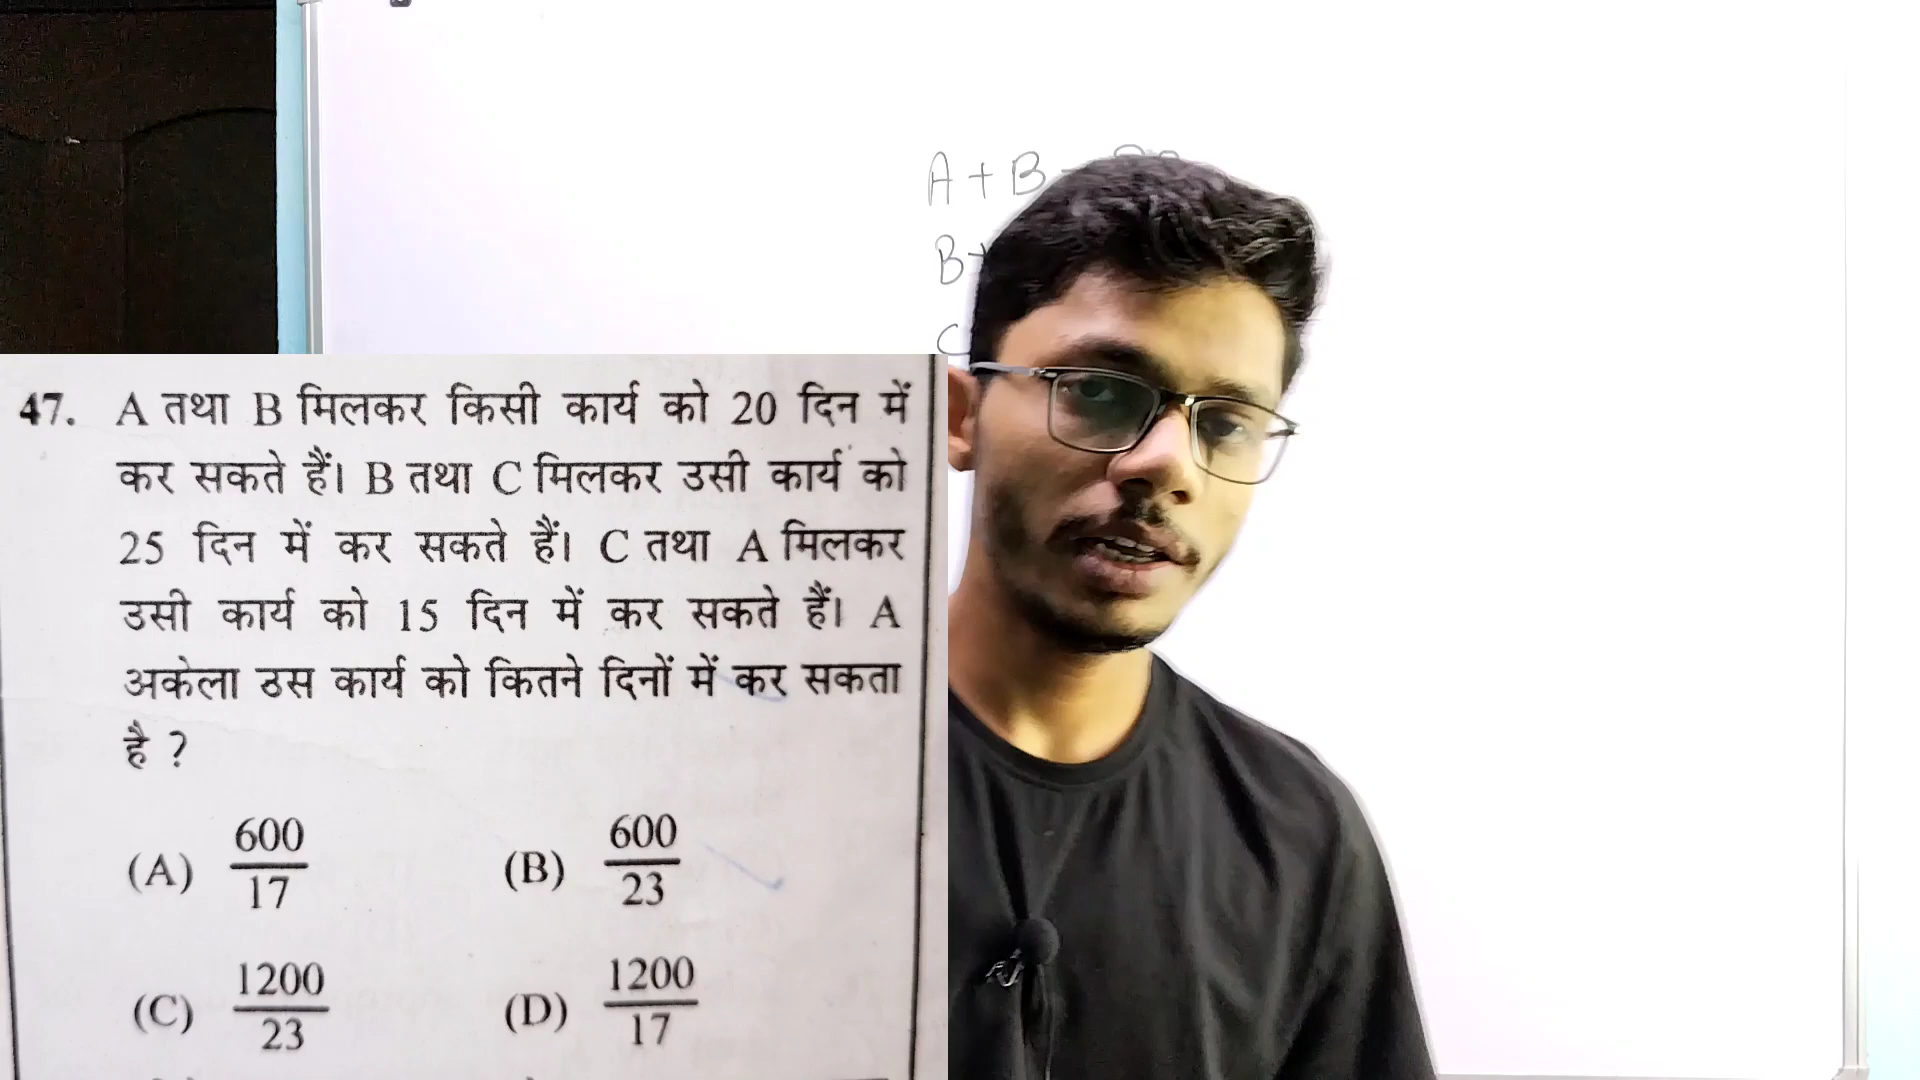 A + B
B+
C
47. A तथा B मिलकर किसी कार्य को 20 दिन में
कर सकते हैं। B तथा C मिलकर उसी कार्य को
25 दिन में कर सकते हैं। C तथा A मिलकर
उसी कार्य को 15 दिन में कर सकते हैं। A
अकेला उस कार्य को कितने दिनों में कर सकता
है ?
(A) 600/17 (B) 600/23
(C) 1200/23 (D) 1200/17